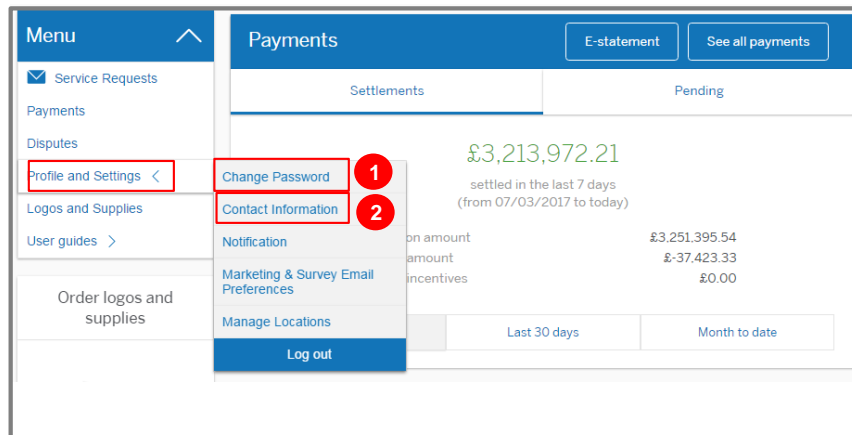 Menu
Service Requests
Payments
Disputes
Profile and Settings <
Logos and Supplies
User guides >
Order logos and
supplies
Change Password
1
Contact Information
2
Notification
Marketing & Survey Email
Preferences
Manage Locations
Log out
Payments
E-statement
See all payments
Settlements
Pending
£3,213,972.21
settled in the last 7 days
(from 07/03/2017 to today)
on amount £3,251,395.54
amount £-37,423.33
incentives £0.00
Last 30 days
Month to date